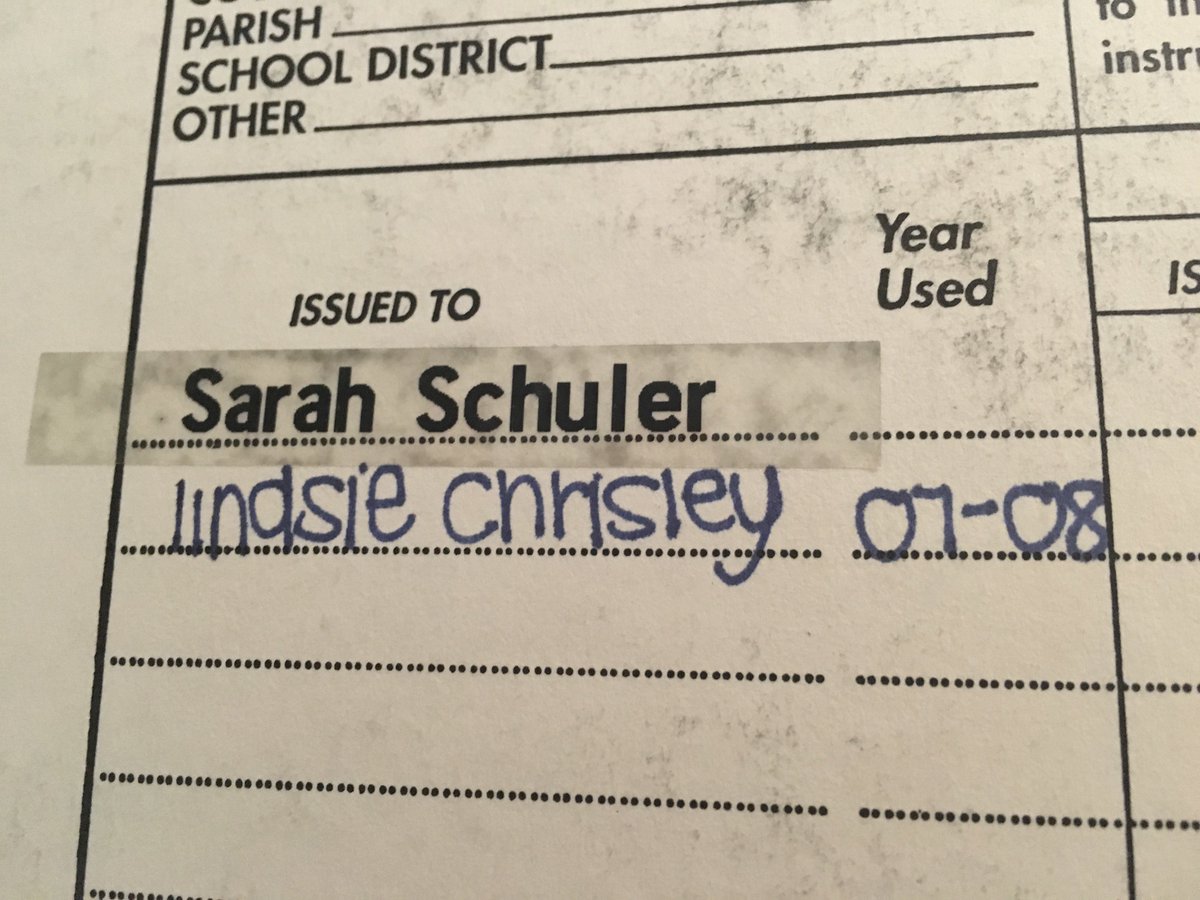 PARISH
SCHOOL DISTRICT
OTHER
to
instru
Year
Used
ISSUED TO
IS
Sarah Schuler
lindsie Chrisley 07-08